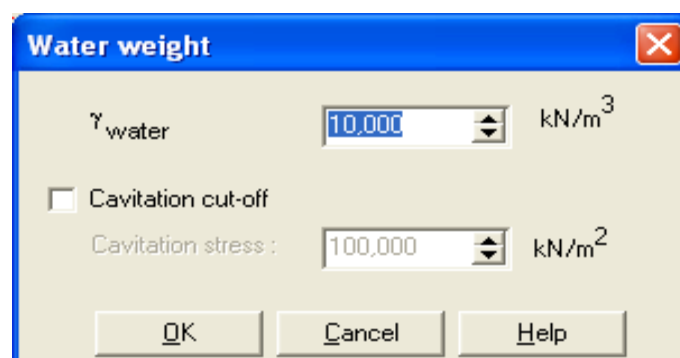 Water weight
γwater 10,000 kN/m3
Cavitation cut-off
Cavitation stress : 100,000 kN/m2
OK Cancel Help